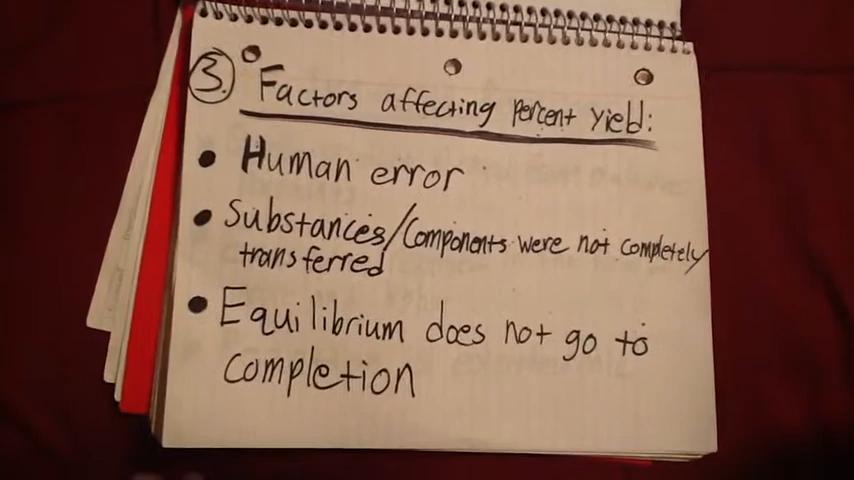 3. Factors affecting percent yield:
• Human error
• Substances/Components were not completely
transferred
• Equilibrium does not go to
completion